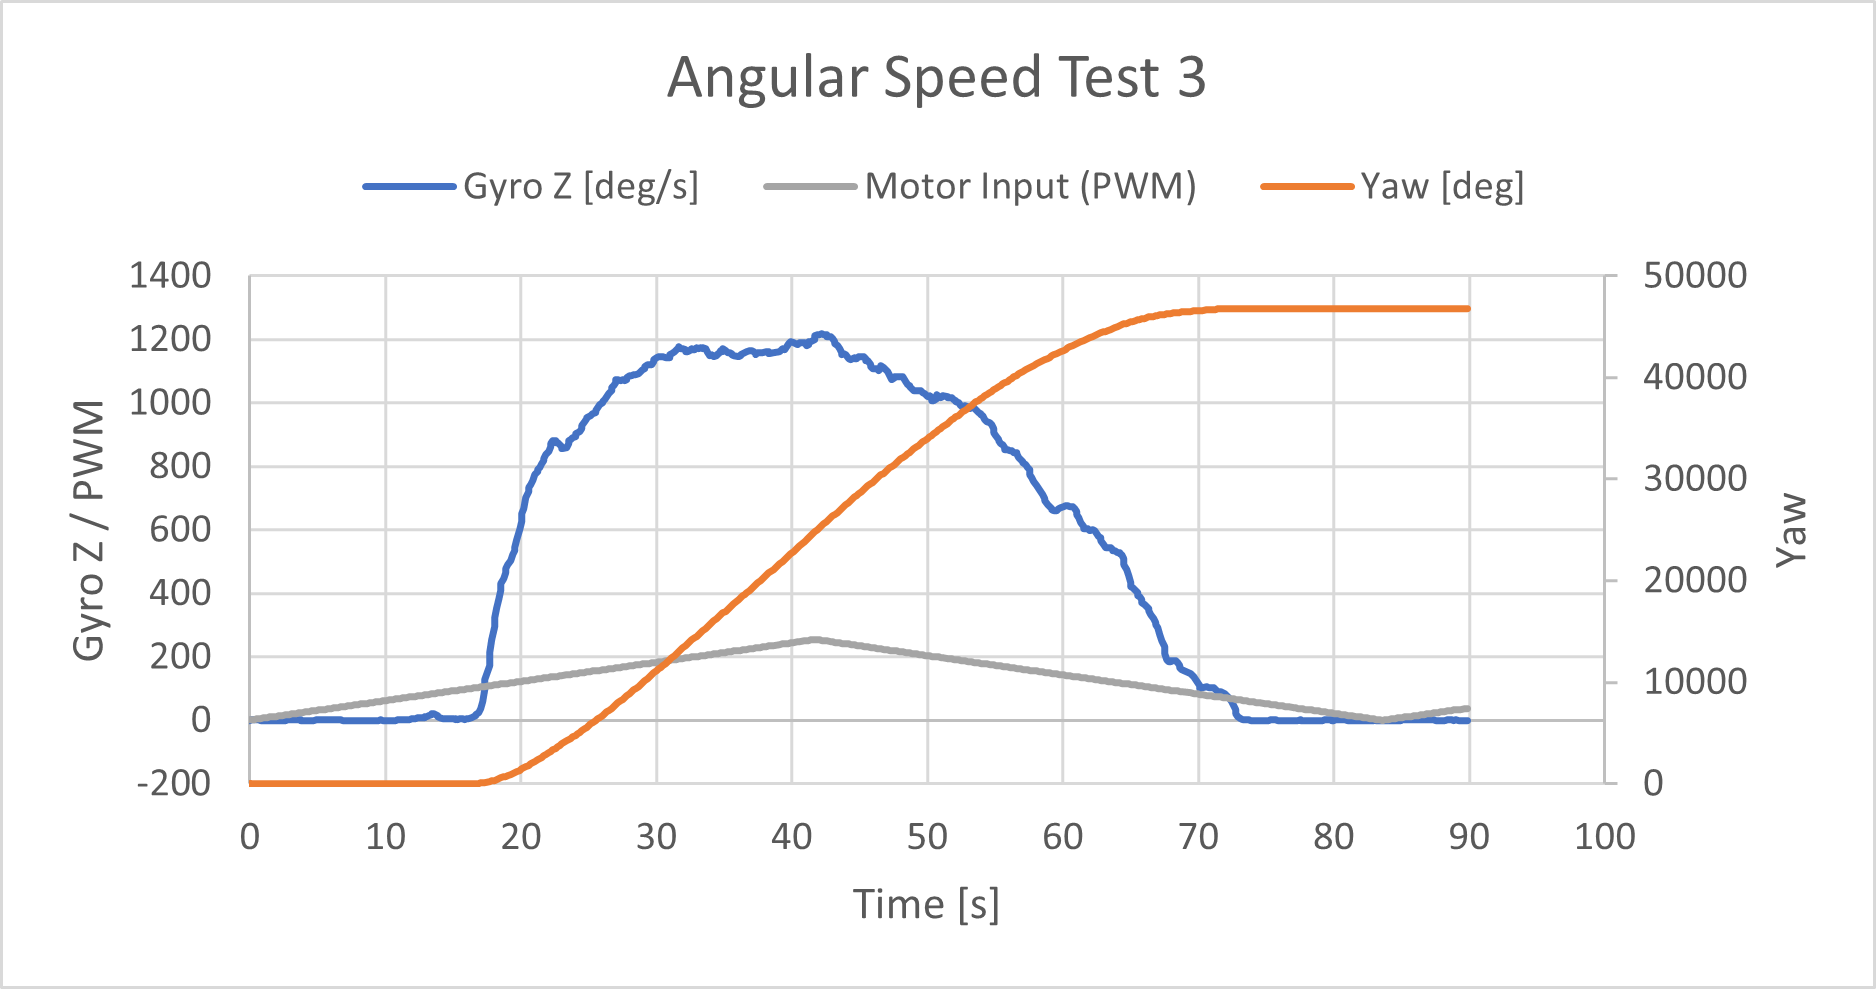 Angular Speed Test 3
Gyro Z [deg/s] Motor Input (PWM) Yaw [deg]
Gyro Z / PWM
1400
1200
1000
800
600
400
200
0
-200
50000
40000
30000
20000
10000
0
Yaw
0 10 20 30 40 50 60 70 80 90 100
Time [s]